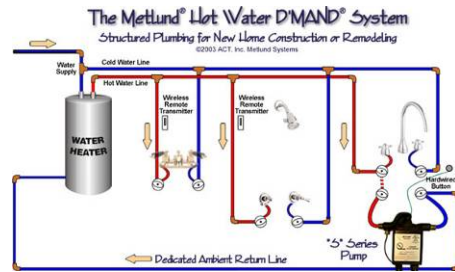 The Metlund® Hot Water D'MAND® System
Structured Plumbing for New Home Construction or Remodeling
©2003 ACT, Inc. Metlund Systems
Water
Supply
Cold Water Line
Hot Water Line
Wireless
Remote
Transmitter
Wireless
Remote
Transmitter
WATER
HEATER
Hardwired
Button
"S" Series
Pump
Dedicated Ambient Return Line